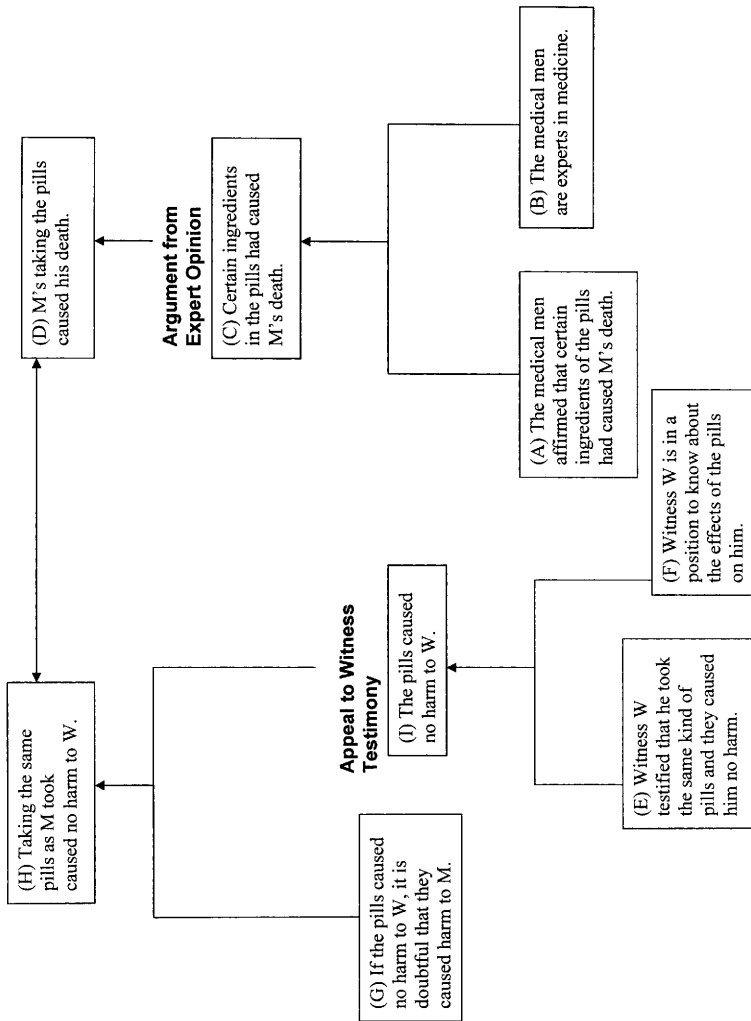 (H) Taking the same
pills as M took
caused no harm to W.
(D) M's taking the pills
caused his death.
(G) If the pills caused
no harm to W, it is
doubtful that they
caused harm to M.
Appeal to Witness
Testimony
(I) The pills caused
no harm to W.
(E) Witness W
testified that he took
the same kind of
pills and they caused
him no harm.
(F) Witness W is in a
position to know about
the effects of the pills
on him.
Argument from
Expert Opinion
(C) Certain ingredients
in the pills had caused
M's death.
(A) The medical men
affirmed that certain
ingredients of the pills
had caused M's death.
(B) The medical men
are experts in medicine.